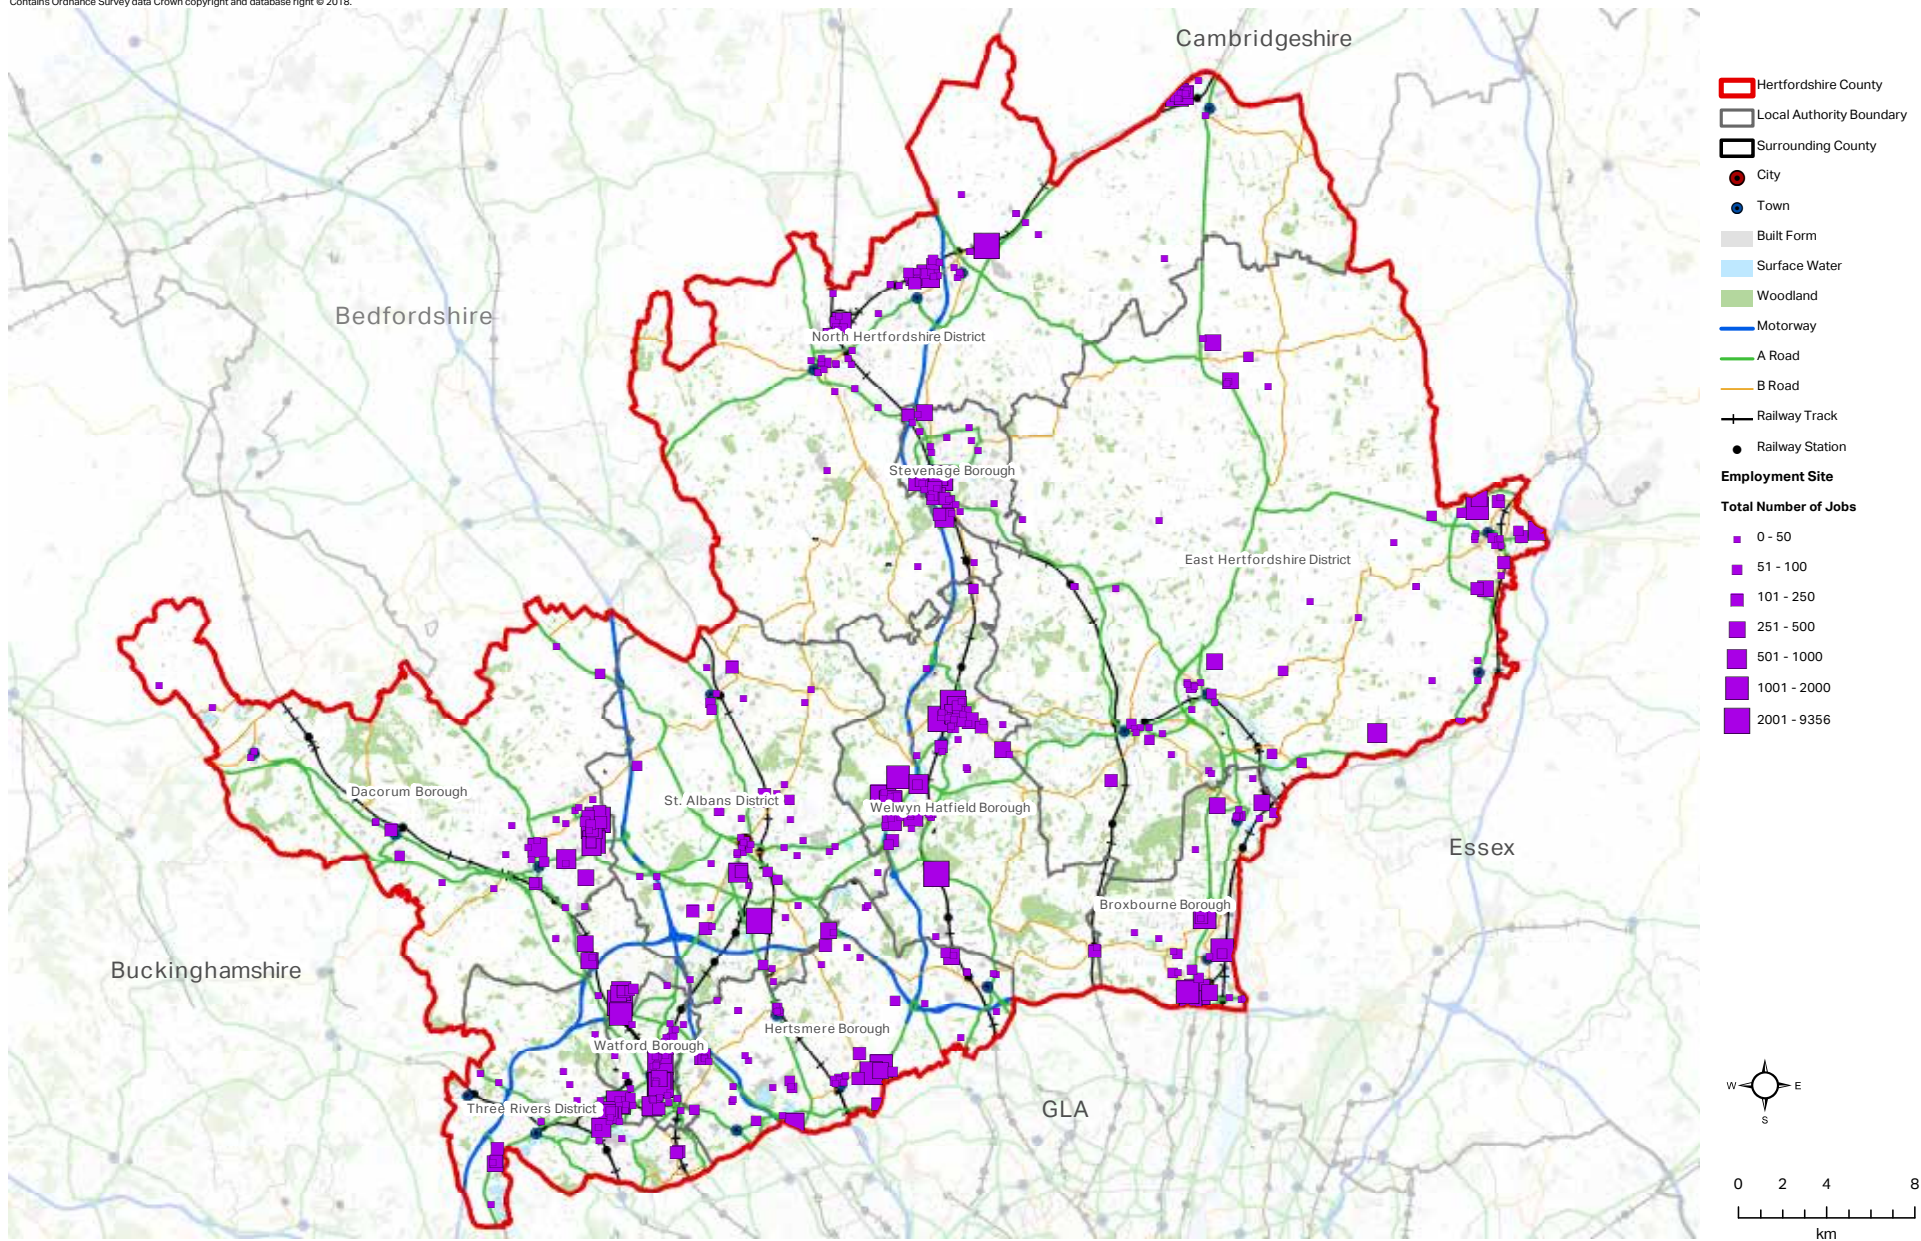 Contains Ordnance Survey data Crown copyright and database right © 2018.
Cambridgeshire
Bedfordshire
North Hertfordshire District
Stevenage Borough
East Hertfordshire District
Dacorum Borough
St. Albans District
Welwyn Hatfield Borough
Essex
Broxbourne Borough
Buckinghamshire
Hertsmere Borough
Watford Borough
Three Rivers District
GLA
Hertfordshire County
Local Authority Boundary
Surrounding County
City
Town
Built Form
Surface Water
Woodland
Motorway
A Road
B Road
Railway Track
Railway Station
Employment Site
Total Number of Jobs
0 - 50
51 - 100
101 - 250
251 - 500
501 - 1000
1001 - 2000
2001 - 9356
N
W E
S
0 2 4 8
km